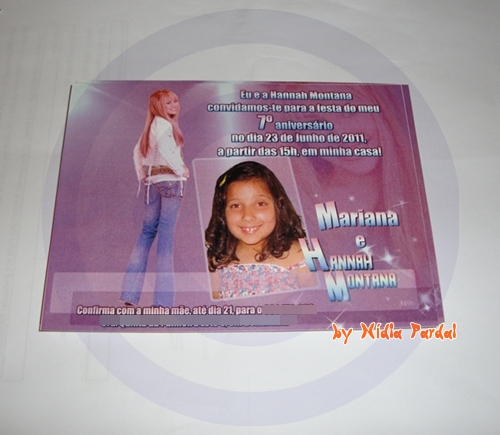 Eu e a Hannah Montana
convidamos-te para a festa do meu
7º aniversário
no dia 23 de Junho de 2011,
a partir das 15h, em minha casa!
Mariana
e
Hannah
Montana
Confirma com a minha mãe, até dia 21, para o
by Nídia Pardal